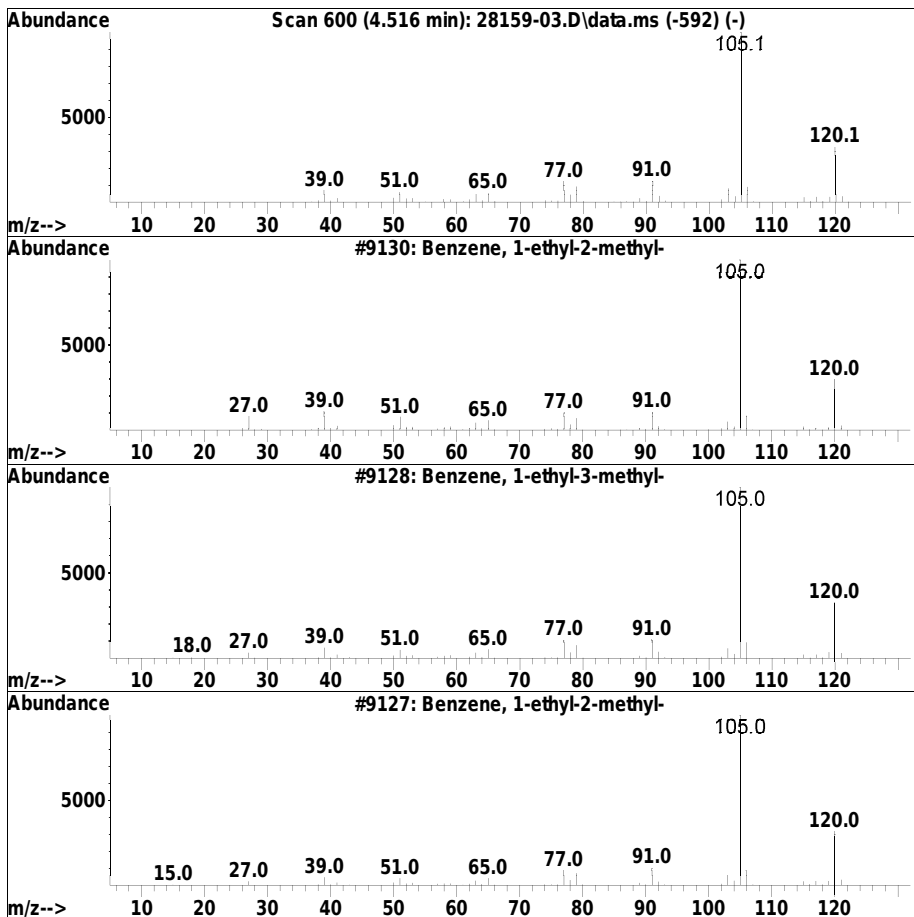 Abundance Scan 600 (4.516 min): 28159-03.D\data.ms (-592) (-)
105.1
5000
120.1
39.0 51.0 65.0 77.0 91.0
m/z--> 10 20 30 40 50 60 70 80 90 100 110 120
Abundance #9130: Benzene, 1-ethyl-2-methyl-
105.0
5000
120.0
27.0 39.0 51.0 65.0 77.0 91.0
m/z--> 10 20 30 40 50 60 70 80 90 100 110 120
Abundance #9128: Benzene, 1-ethyl-3-methyl-
105.0
5000
120.0
18.0 27.0 39.0 51.0 65.0 77.0 91.0
m/z--> 10 20 30 40 50 60 70 80 90 100 110 120
Abundance #9127: Benzene, 1-ethyl-2-methyl-
105.0
5000
120.0
15.0 27.0 39.0 51.0 65.0 77.0 91.0
m/z--> 10 20 30 40 50 60 70 80 90 100 110 120